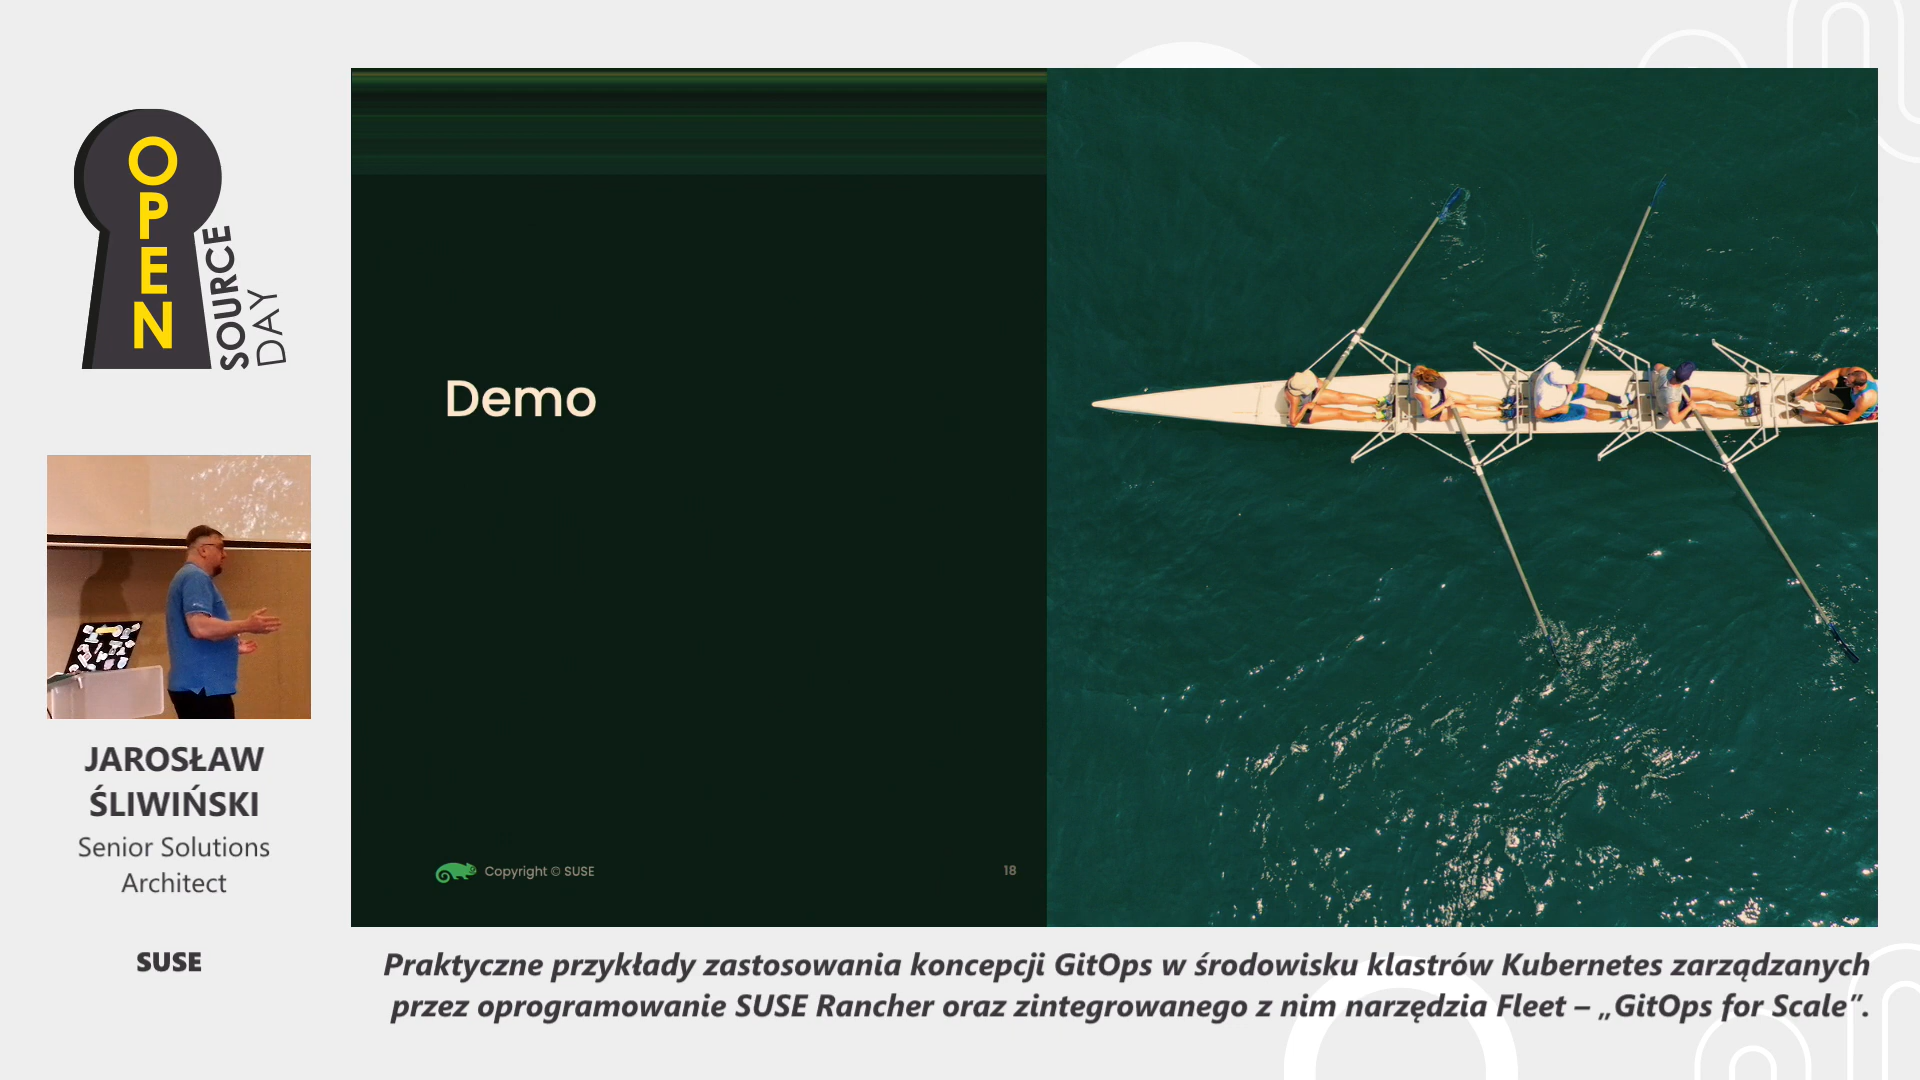 OPEN
SOURCE
DAY
Demo
Copyright © SUSE
18
JAROSŁAW
ŚLIWIŃSKI
Senior Solutions
Architect
SUSE
Praktyczne przykłady zastosowania koncepcji GitOps w środowisku klastrów Kubernetes zarządzanych
przez oprogramowanie SUSE Rancher oraz zintegrowanego z nim narzędzia Fleet – „GitOps for Scale”.